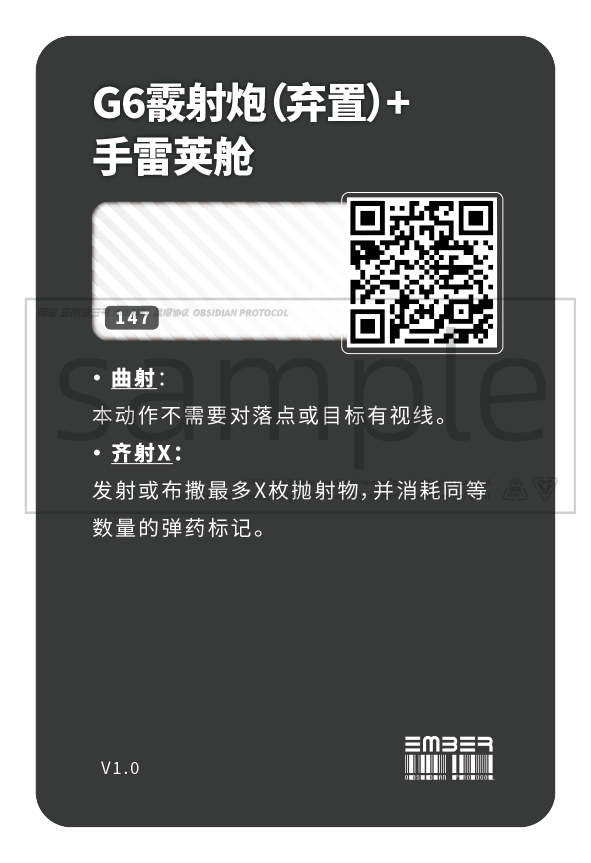 G6霰射炮(弃置)+
手雷荚舱
147
OBSIDIAN PROTOCOL
sample
• 曲射:
本动作不需要对落点或目标有视线。
• 齐射X:
发射或布撒最多X枚抛射物,并消耗同等
数量的弹药标记。
V1.0
EMBER